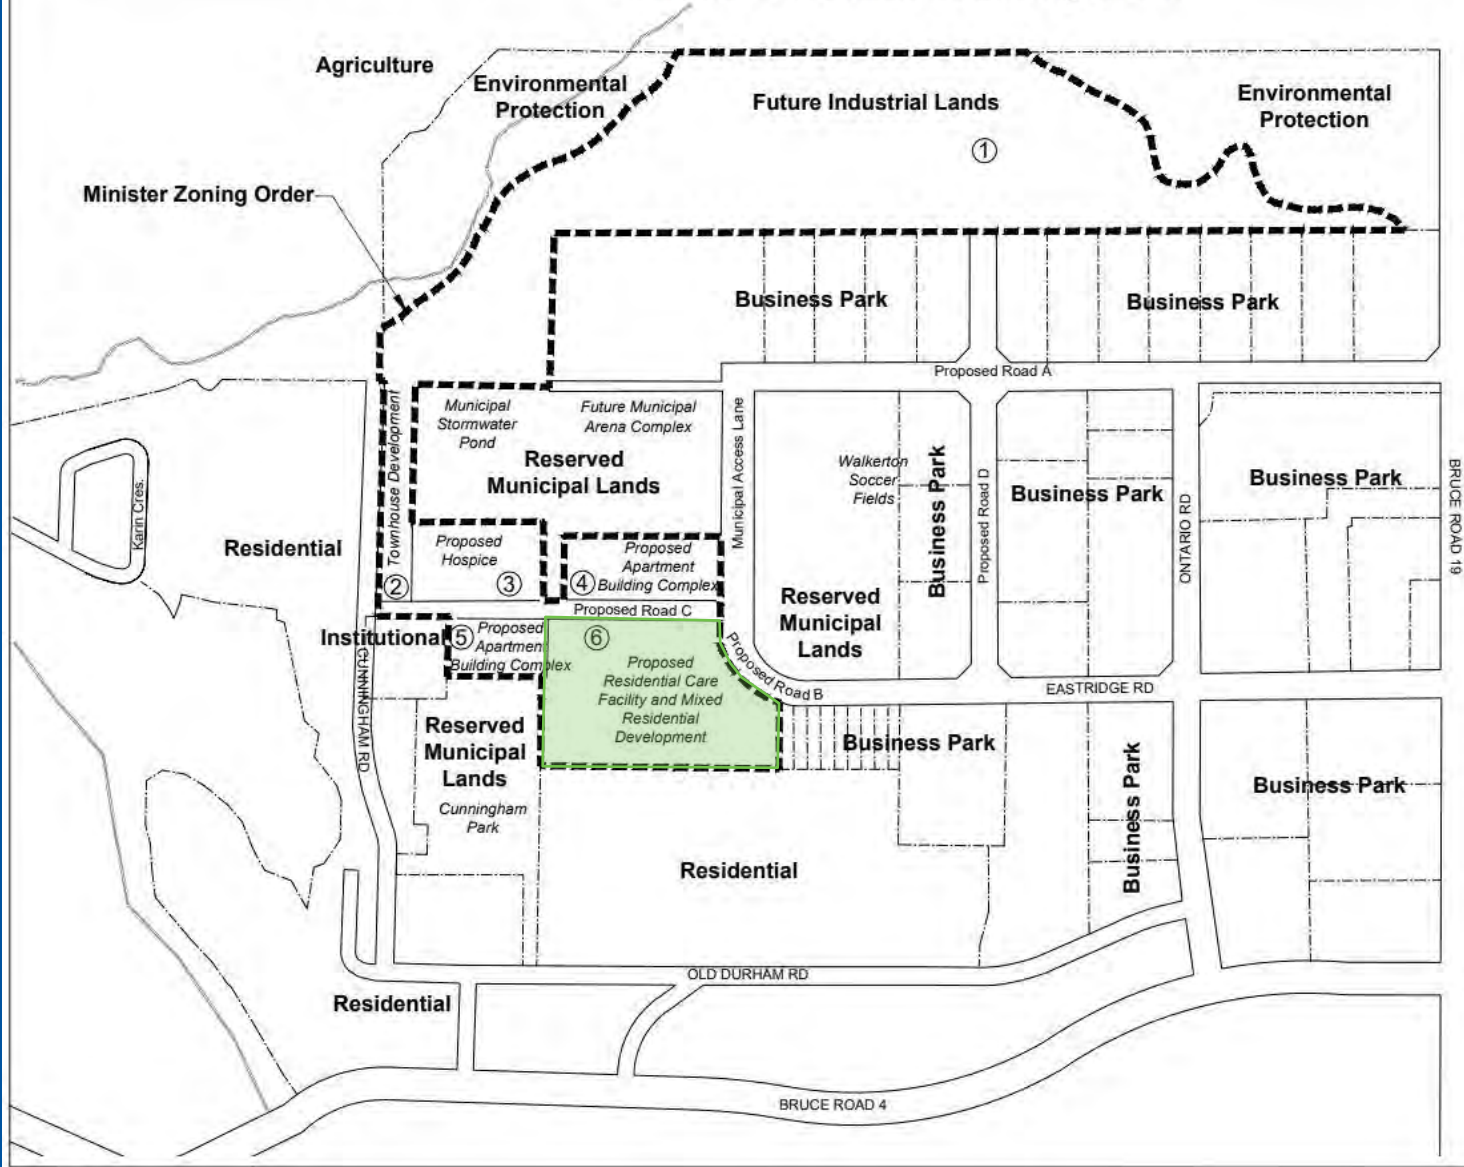 Agriculture
Environmental
Protection
Future Industrial Lands
Environmental
Protection
1
Minister Zoning Order
Business Park
Business Park
Proposed Road A
Municipal
Stormwater
Pond
Future Municipal
Arena Complex
Reserved
Municipal Lands
Townhouse Development
Municipal Access Lane
Walkerton
Soccer
Fields
Business Park
Proposed Road D
Business Park
ONTARIO RD
Business Park
BRUCE ROAD 19
Karin Cres.
Residential
Proposed
Hospice
2
3
4
Proposed
Apartment
Building Complex
Proposed Road C
Reserved
Municipal
Lands
Institutional
5
Proposed
Apartment
Building Complex
6
Proposed
Residential Care
Facility and Mixed
Residential
Development
Proposed Road B
EASTRIDGE RD
CUNNINGHAM RD
Reserved
Municipal
Lands
Cunningham
Park
Business Park
Business Park
Business Park
Residential
OLD DURHAM RD
Residential
BRUCE ROAD 4